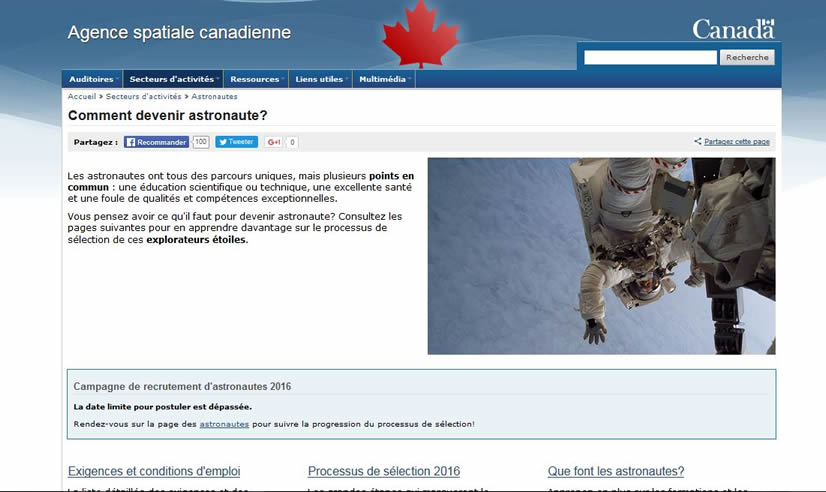 Agence spatiale canadienne
Canada
Recherche
Auditoires Secteurs d'activités Ressources Liens utiles Multimédia
Accueil > Secteurs d'activités > Astronautes
Comment devenir astronaute?
Partagez : Recommander 100 Tweeter G+1 0 Partagez cette page
Les astronautes ont tous des parcours uniques, mais plusieurs points en
commun : une éducation scientifique ou technique, une excellente santé
et une foule de qualités et compétences exceptionnelles.
Vous pensez avoir ce qu'il faut pour devenir astronaute? Consultez les
pages suivantes pour en apprendre davantage sur le processus de
sélection de ces explorateurs étoiles.
Campagne de recrutement d'astronautes 2016
La date limite pour postuler est dépassée.
Rendez-vous sur la page des astronautes pour suivre la progression du processus de sélection!
Exigences et conditions d'emploi Processus de sélection 2016 Que font les astronautes?